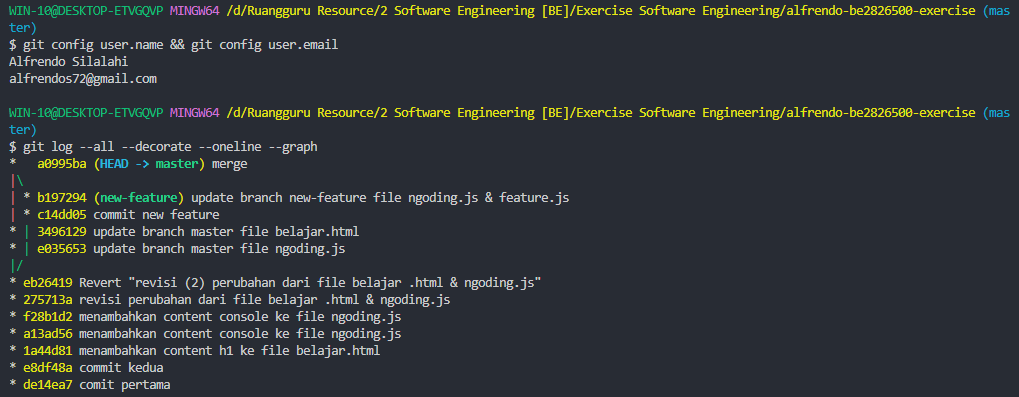 WIN-10@DESKTOP-ETVGQVP MINGW64 /d/Ruangguru Resource/2 Software Engineering [BE]/Exercise Software Engineering/alfrendo-be2826500-exercise (mas
ter)
$ git config user.name && git config user.email
Alfrendo Silalahi
alfrendos72@gmail.com
WIN-10@DESKTOP-ETVGQVP MINGW64 /d/Ruangguru Resource/2 Software Engineering [BE]/Exercise Software Engineering/alfrendo-be2826500-exercise (mas
ter)
$ git log --all --decorate --oneline --graph
*   a0995ba (HEAD -> master) merge
|\
| * b197294 (new-feature) update branch new-feature file ngoding.js & feature.js
| * c14dd05 commit new feature
* | 3496129 update branch master file belajar.html
* | e035653 update branch master file ngoding.js
|/
* eb26419 Revert "revisi (2) perubahan dari file belajar .html & ngoding.js"
* 275713a revisi perubahan dari file belajar .html & ngoding.js
* f28b1d2 menambahkan content console ke file ngoding.js
* a13ad56 menambahkan content console ke file ngoding.js
* 1a44d81 menambahkan content h1 ke file belajar.html
* e8df48a commit kedua
* de14ea7 comit pertama